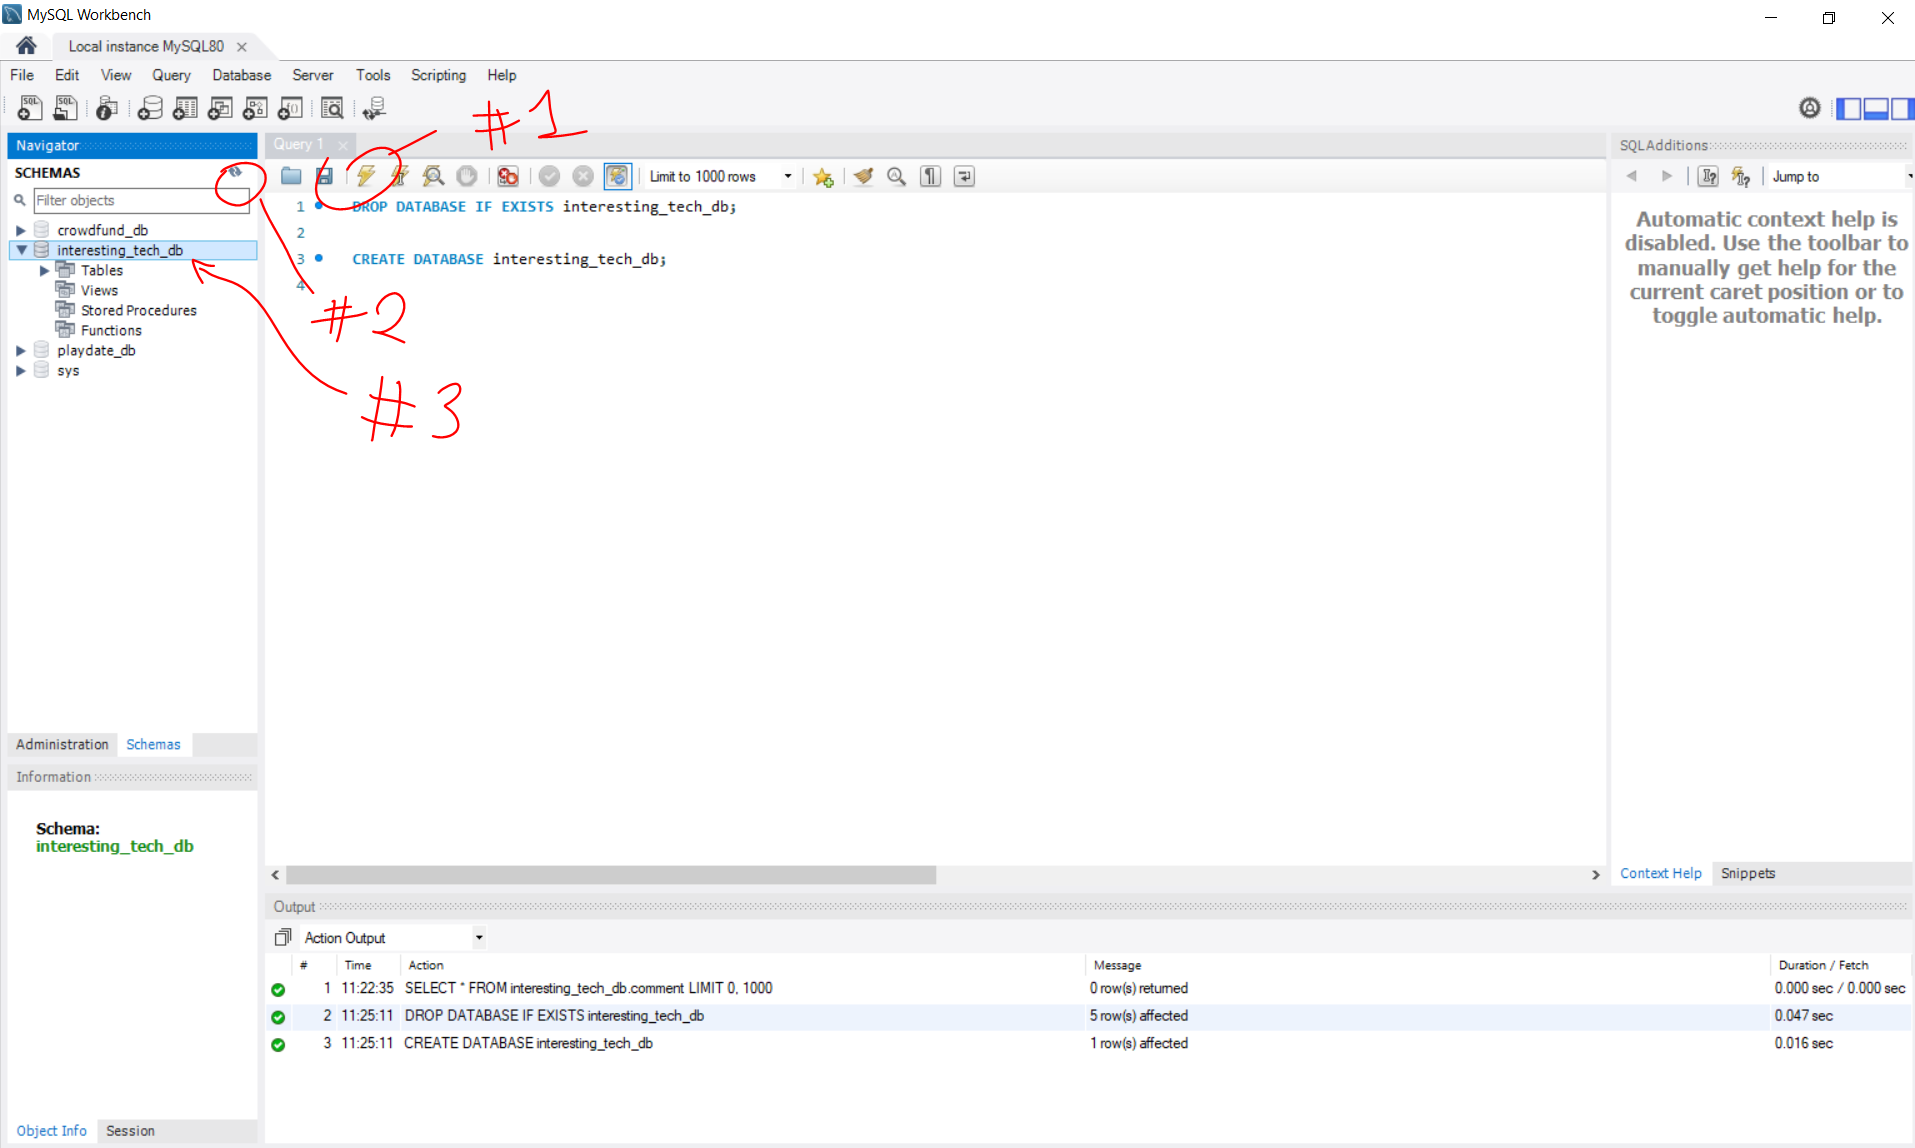 MySQL Workbench
Local instance MySQL80
File Edit View Query Database Server Tools Scripting Help
#1
Navigator
SCHEMAS
Filter objects
crowdfund_db
interesting_tech_db
Tables
Views
Stored Procedures
Functions
playdate_db
sys
#2
#3
Administration Schemas
Information
Schema:
interesting_tech_db
Object Info Session
Query 1
Limit to 1000 rows
1 DROP DATABASE IF EXISTS interesting_tech_db;
2
3 CREATE DATABASE interesting_tech_db;
4
SQLAdditions
Jump to
Automatic context help is
disabled. Use the toolbar to
manually get help for the
current caret position or to
toggle automatic help.
Context Help Snippets
Output
Action Output
# Time Action Message Duration / Fetch
1 11:22:35 SELECT * FROM interesting_tech_db.comment LIMIT 0, 1000 0 row(s) returned 0.000 sec / 0.000 sec
2 11:25:11 DROP DATABASE IF EXISTS interesting_tech_db 5 row(s) affected 0.047 sec
3 11:25:11 CREATE DATABASE interesting_tech_db 1 row(s) affected 0.016 sec